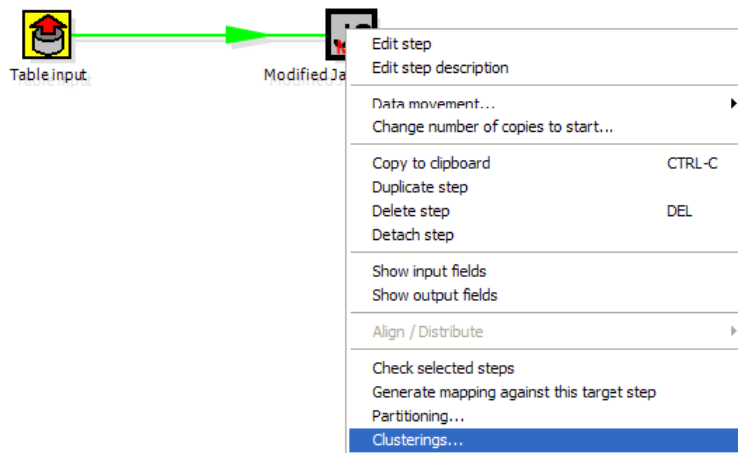 Table input
Modified Ja
Edit step
Edit step description
Data movement...
Change number of copies to start...
Copy to clipboard CTRL-C
Duplicate step
Delete step DEL
Detach step
Show input fields
Show output fields
Align / Distribute
Check selected steps
Generate mapping against this target step
Partitioning...
Clusterings...